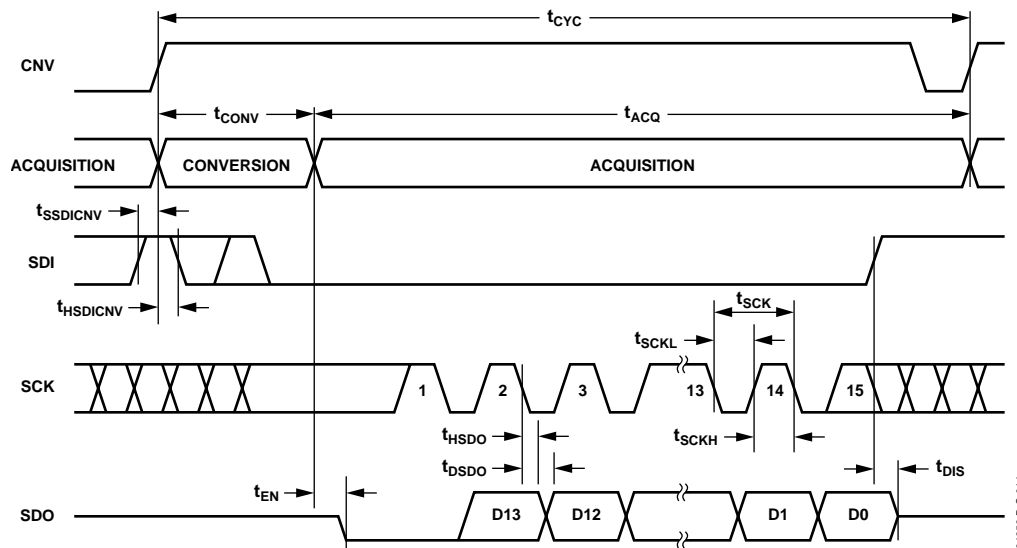 tCYC
CNV
tCONV
tACQ
ACQUISITION
CONVERSION
ACQUISITION
tSSDICNV
SDI
tHSDICNV
tSCK
tSCKL
SCK
1
2
3
13
14
15
tHSDO
tSCKH
tDSDO
tDIS
tEN
SDO
D13
D12
D1
D0